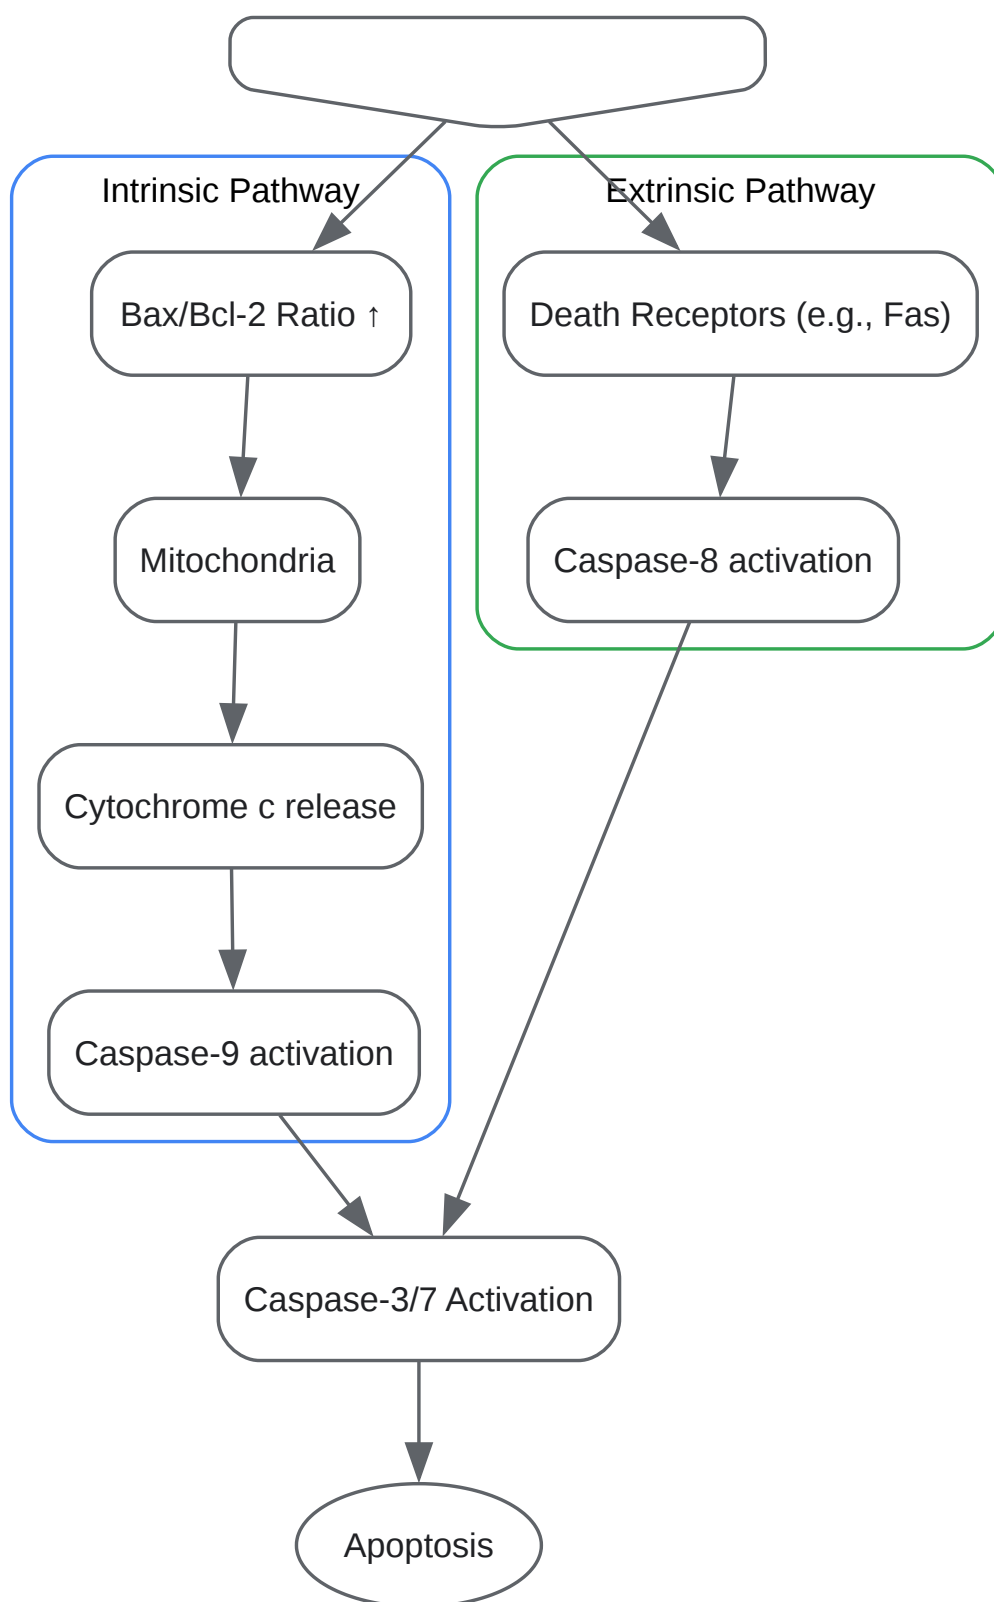 Intrinsic Pathway
Extrinsic Pathway
Bax/Bcl-2 Ratio ↑
Death Receptors (e.g., Fas)
Mitochondria
Caspase-8 activation
Cytochrome c release
Caspase-9 activation
Caspase-3/7 Activation
Apoptosis